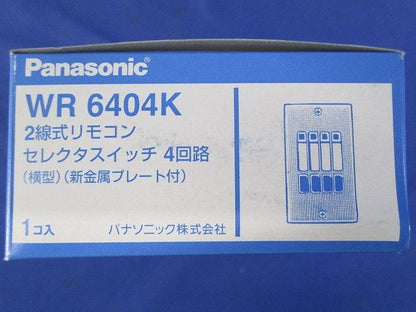 Panasonic
WR 6404K
2線式リモコン
セレクタスイッチ 4回路
(横型)(新金属プレート付)
1コ入
パナソニック株式会社